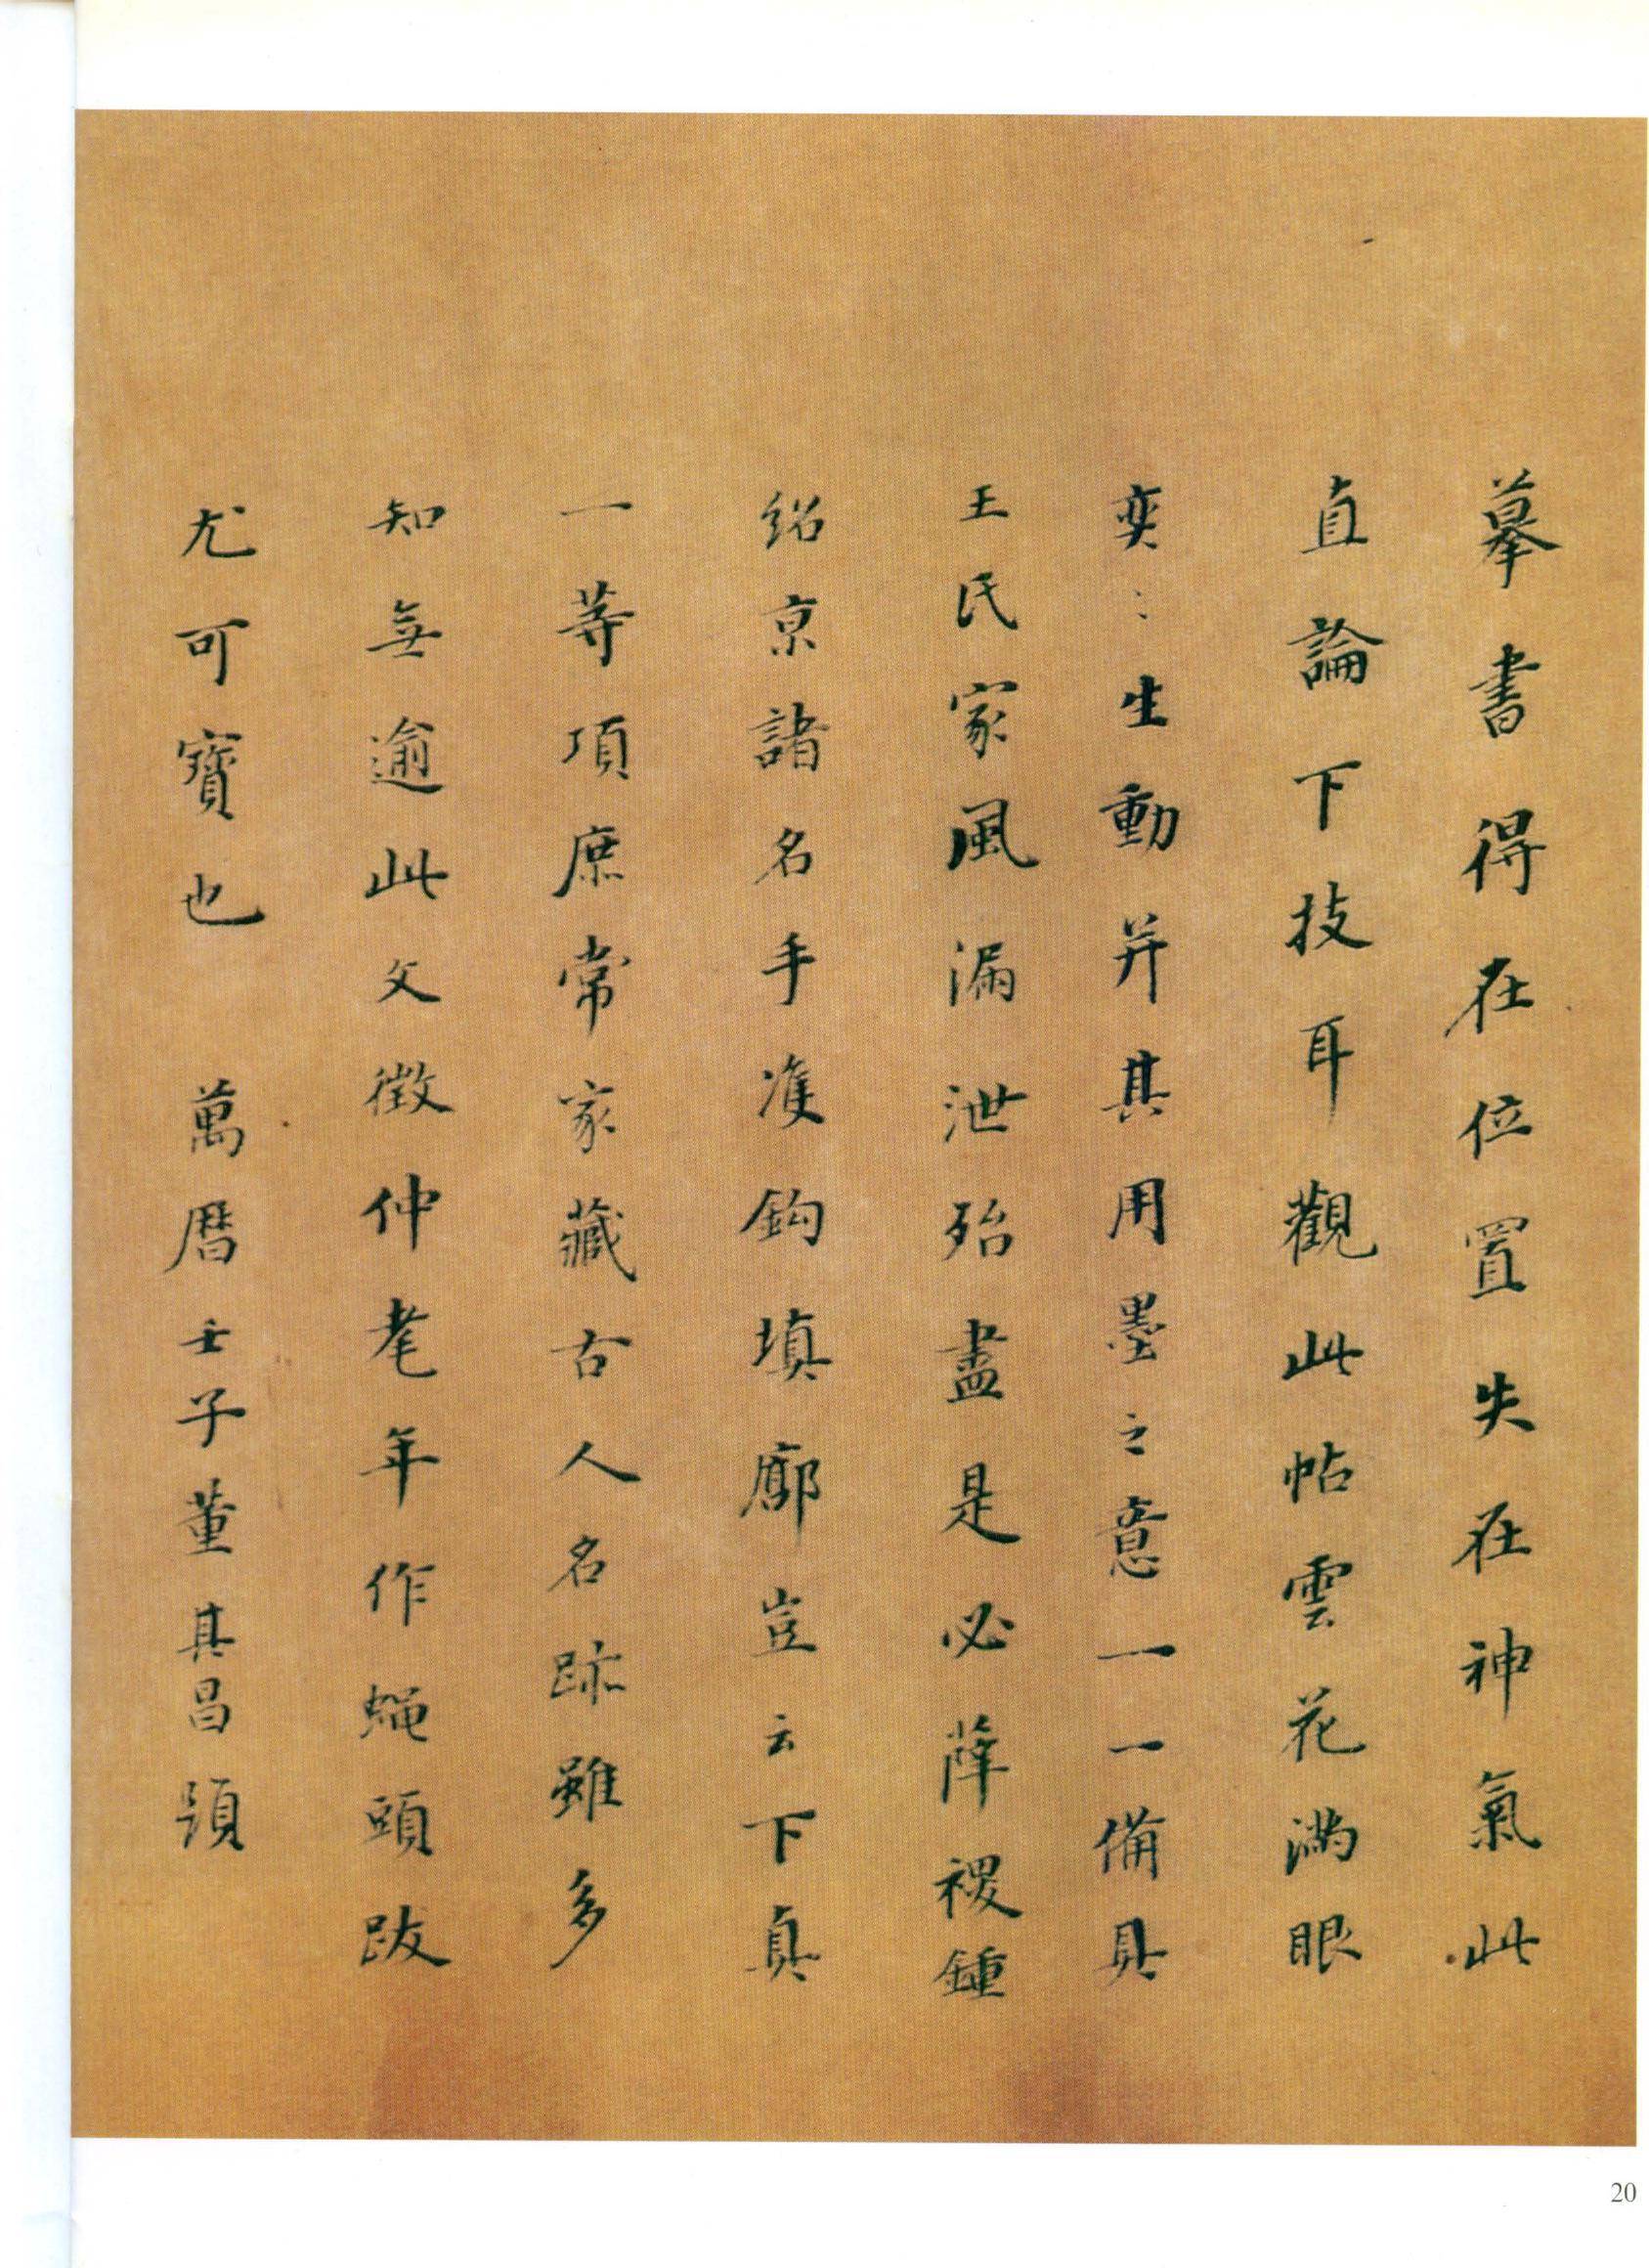 摹書得在位置失在神氣此
直論下技耳觀此帖雲花滿眼
奕〻生動并其用墨之意一一備具
王氏家風漏泄殆盡是必薛稷鍾
紹京諸名手雙鈎填廓豈云下真
一等項庶常家藏古人名跡雖多
知無逾此文徵仲老年作蠅頭跋
尤可寶也 萬曆壬子董其昌題
20